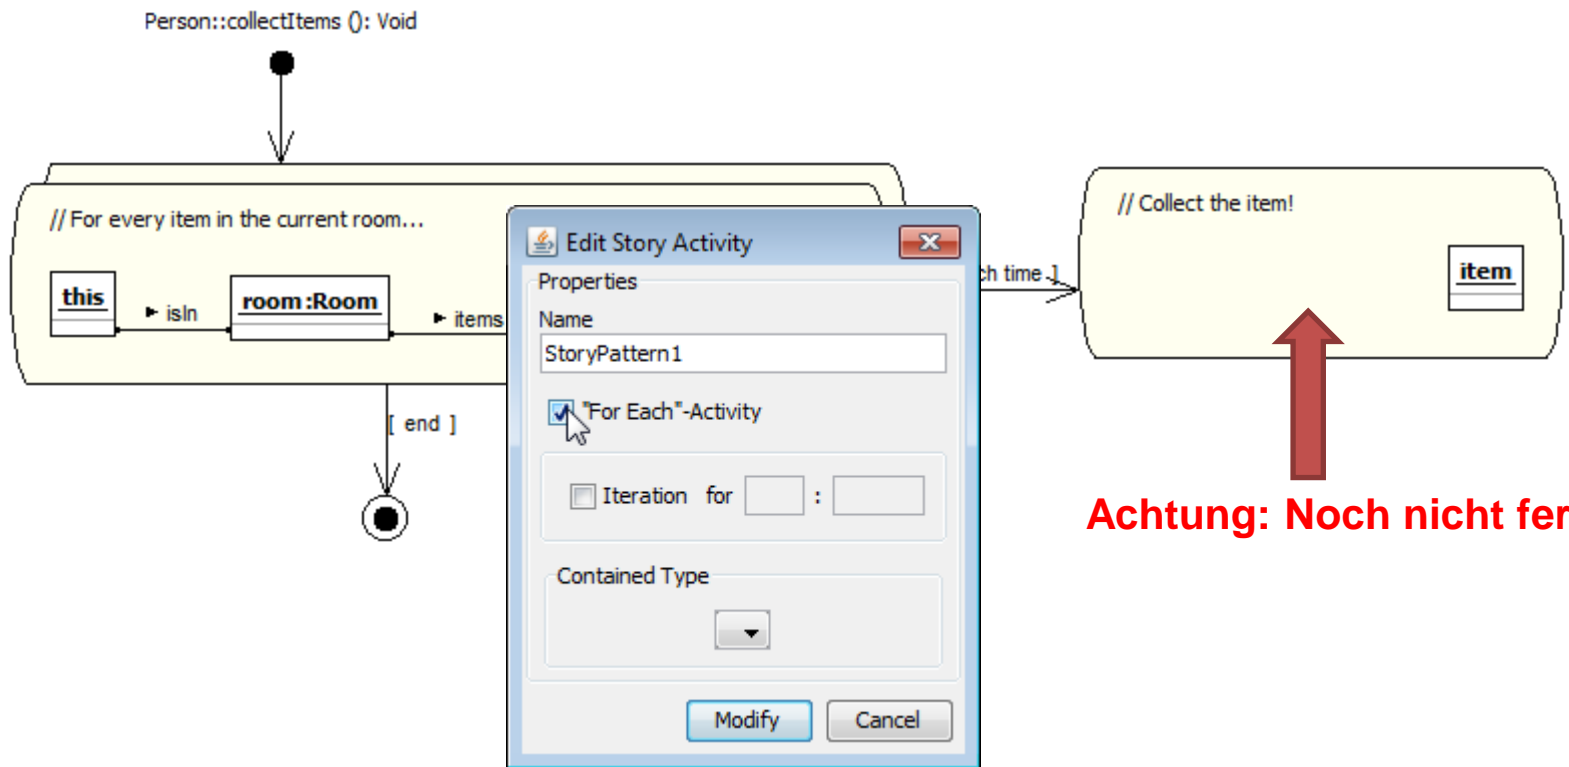 Person::collectItems (): Void
// For every item in the current room...
this
isIn
room :Room
items
[ end ]
Edit Story Activity
Properties
Name
StoryPattern1
"For Each"-Activity
Iteration for :
Contained Type
Modify
Cancel
ch time ]
// Collect the item!
item
Achtung: Noch nicht fer